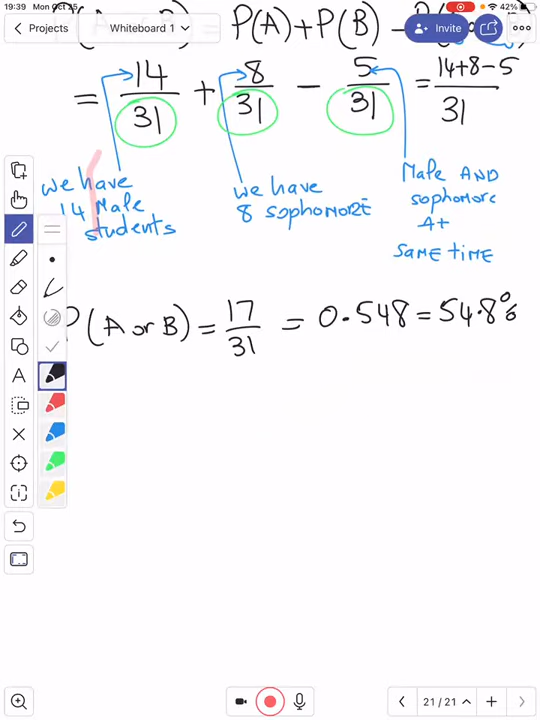 19:39 Mon Oct 25 42%
P(A or B) = P(A) + P(B) -
Projects Whiteboard 1 Invite
= 14/31 + 8/31 - 5/31 = 14+8-5/31
we have
14 Male
students
we have
8 sophomore
Male AND
sophomore
At
same time
P(A or B) = 17/31 = 0.548 = 54.8%
A
21 / 21